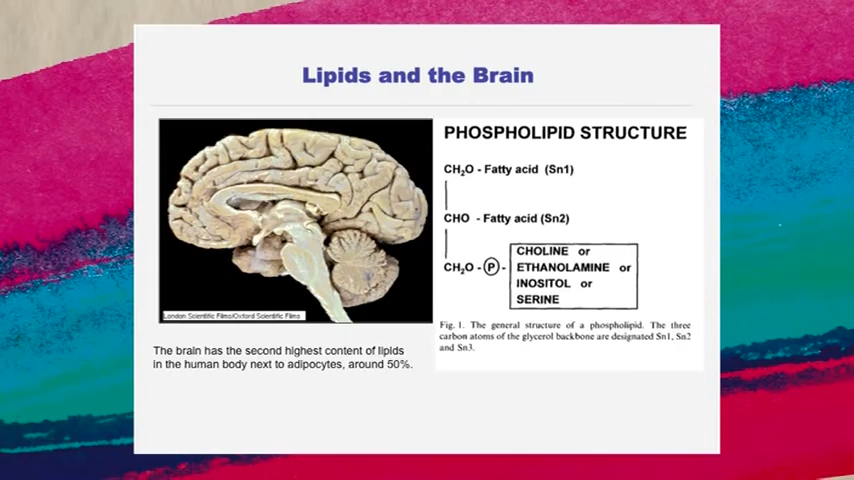 Lipids and the Brain
London Scientific Films/Oxford Scientific Films
The brain has the second highest content of lipids
in the human body next to adipocytes, around 50%.
PHOSPHOLIPID STRUCTURE
CH₂O - Fatty acid (Sn1)
CHO - Fatty acid (Sn2)
CH₂O - P - CHOLINE or
ETHANOLAMINE or
INOSITOL or
SERINE
Fig. 1. The general structure of a phospholipid. The three
carbon atoms of the glycerol backbone are designated Sn1, Sn2
and Sn3.